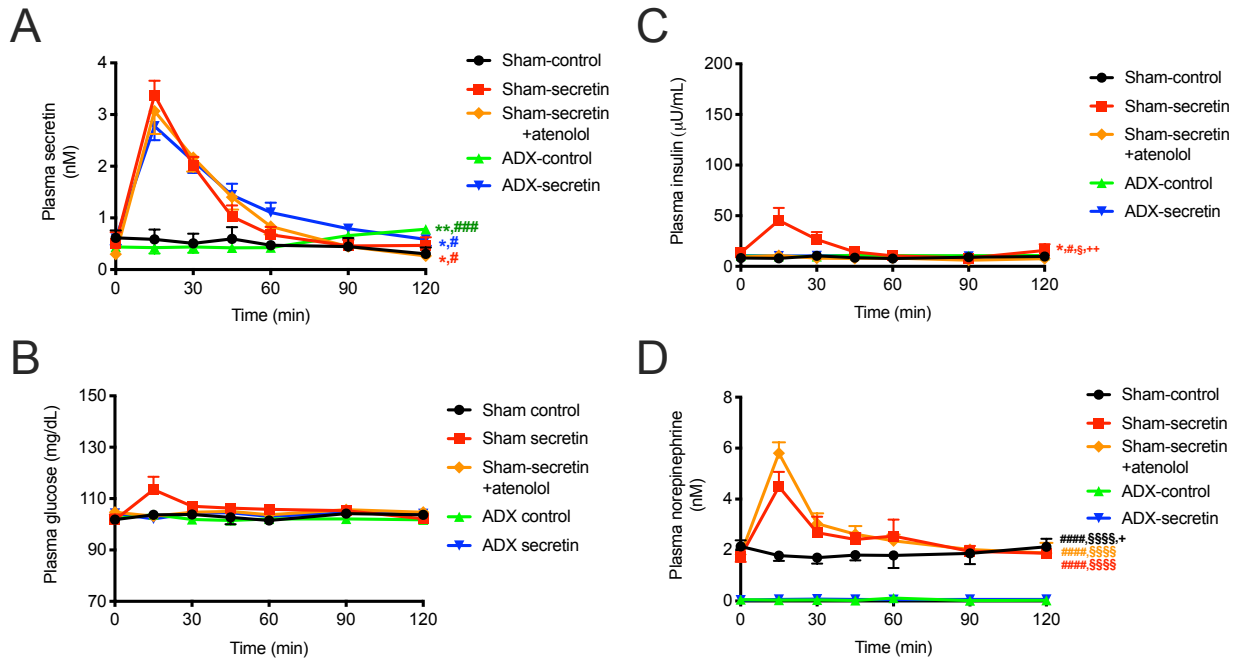 A
Plasma secretin
(nM)
4
3
2
1
0
0
30
60
90
120
Time (min)
Sham-control
Sham-secretin
Sham-secretin
+atenolol
ADX-control
ADX-secretin
**,###
*,#
*,#
C
Plasma insulin (μU/mL)
200
150
100
50
0
0
30
60
90
120
Time (min)
Sham-control
Sham-secretin
Sham-secretin
+atenolol
ADX-control
ADX-secretin
*,#,§,++
B
Plasma glucose (mg/dL)
150
130
110
90
70
0
30
60
90
120
Time (min)
Sham control
Sham secretin
Sham-secretin
+atenolol
ADX control
ADX secretin
D
Plasma norepinephrine
(nM)
8
6
4
2
0
0
30
60
90
120
Time (min)
Sham-control
Sham-secretin
Sham-secretin
+atenolol
ADX-control
ADX-secretin
####,§§§§,+
####,§§§§
####,§§§§